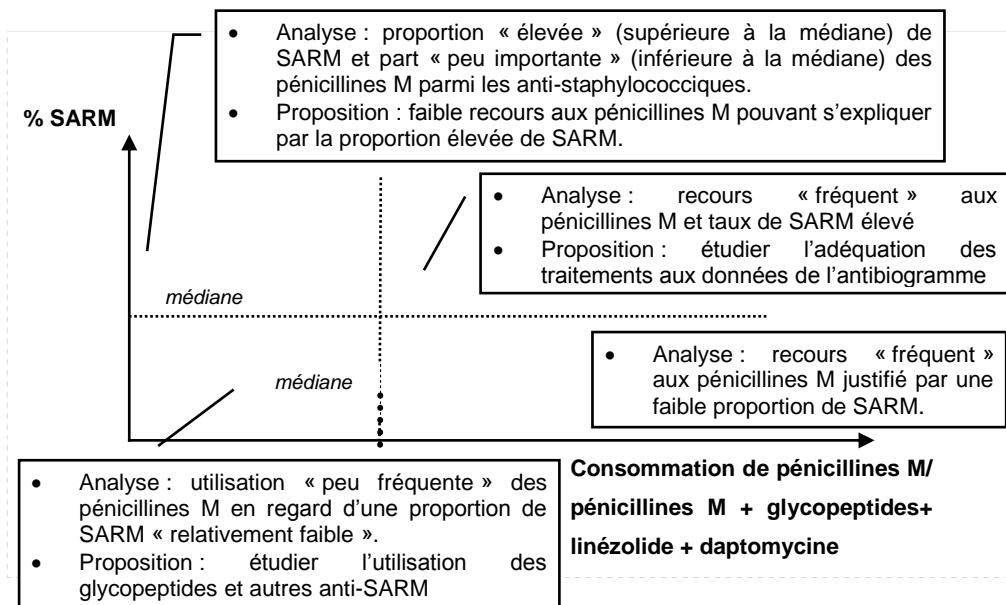 • Analyse : proportion « élevée » (supérieure à la médiane) de
SARM et part « peu importante » (inférieure à la médiane) des
pénicillines M parmi les anti-staphylococciques.
• Proposition : faible recours aux pénicillines M pouvant s’expliquer
par la proportion élevée de SARM.
% SARM
• Analyse : recours « fréquent » aux
pénicillines M et taux de SARM élevé
• Proposition : étudier l’adéquation des
traitements aux données de l’antibiogramme
médiane
• Analyse : recours « fréquent »
aux pénicillines M justifié par une
faible proportion de SARM.
médiane
• Analyse : utilisation « peu fréquente » des
pénicillines M en regard d’une proportion de
SARM « relativement faible ».
• Proposition : étudier l’utilisation des
glycopeptides et autres anti-SARM
Consommation de pénicillines M/
pénicillines M + glycopeptides+
linézolide + daptomycine